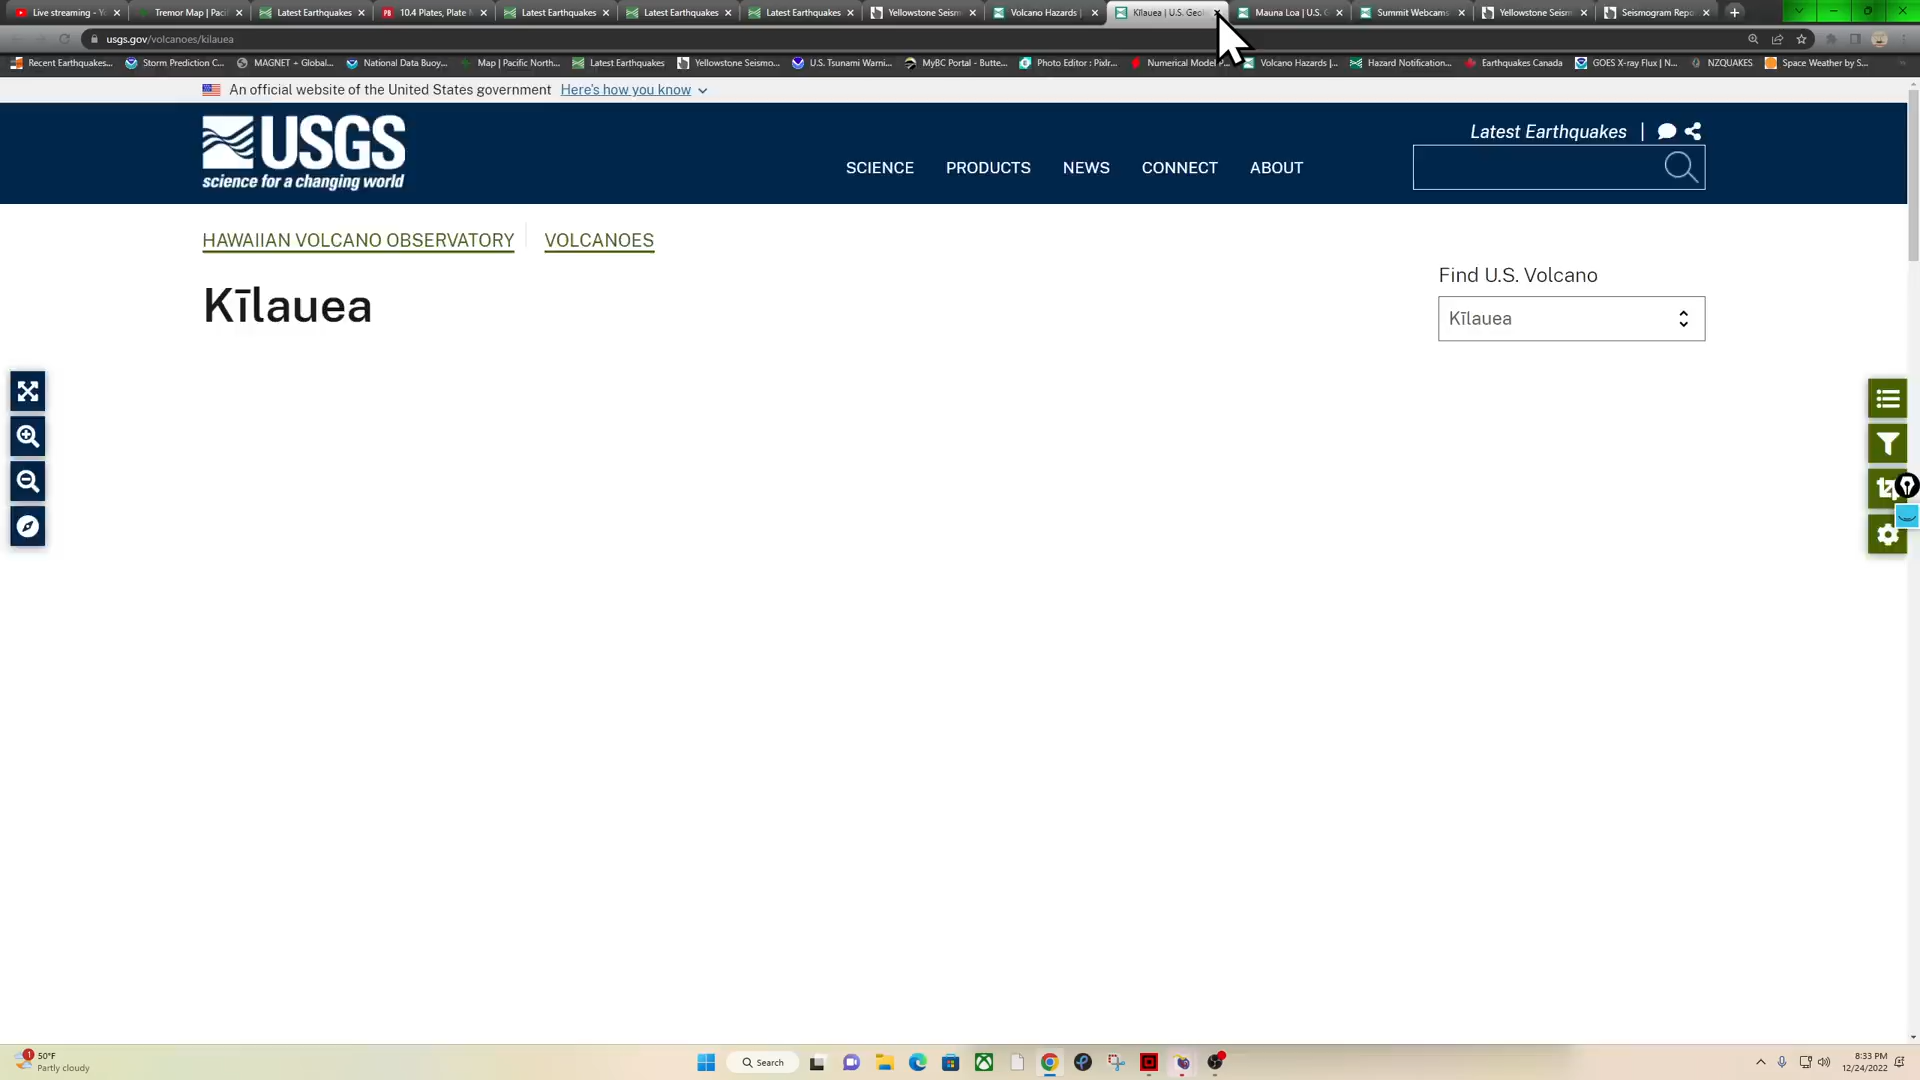 Live streaming - Y
Tremor Map | Paci
Latest Earthquakes
10.4 Plates, Plate M
Latest Earthquakes
Latest Earthquakes
Latest Earthquakes
Yellowstone Seism
Volcano Hazards |
Kīlauea | U.S. Geol
Mauna Loa | U.S. G
Summit Webcams
Yellowstone Seism
Seismogram Repo
usgs.gov/volcanoes/kilauea
Recent Earthquakes...
Storm Prediction C...
MAGNET + Global...
National Data Buoy...
Map | Pacific North...
Latest Earthquakes
Yellowstone Seismo...
U.S. Tsunami Warni...
MyBC Portal - Butte...
Photo Editor : Pixlr...
Numerical Model P...
Volcano Hazards |...
Hazard Notification...
Earthquakes Canada
GOES X-ray Flux | N...
NZQUAKES
Space Weather by S...
An official website of the United States government Here's how you know
USGS
science for a changing world
Latest Earthquakes
SCIENCE PRODUCTS NEWS CONNECT ABOUT
HAWAIIAN VOLCANO OBSERVATORY VOLCANOES
Find U.S. Volcano
Kīlauea
Kīlauea
1
50°F
Partly cloudy
Search
8:33 PM
12/24/2022